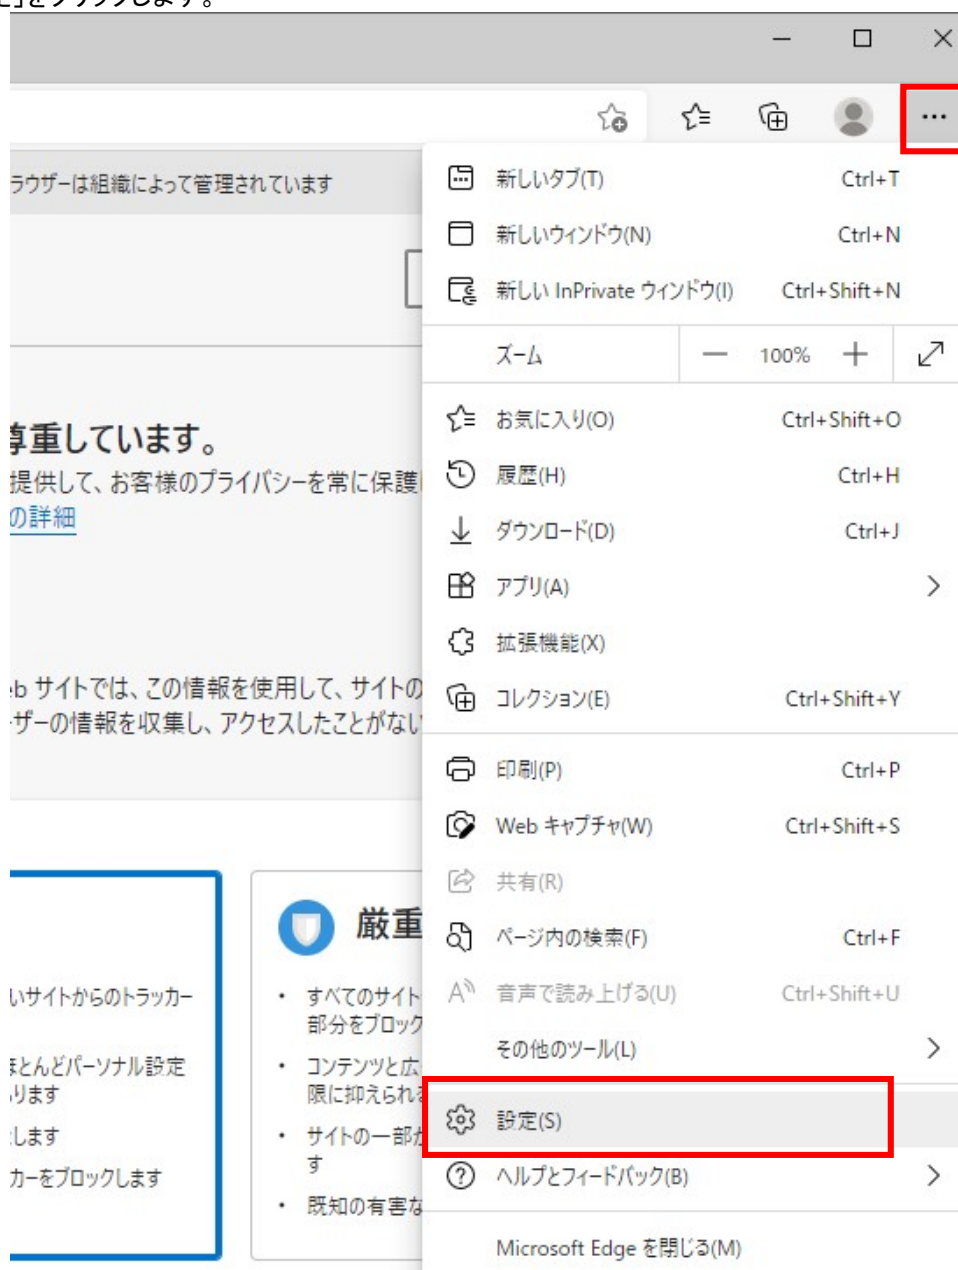 ]をクリックします。
ラウザーは組織によって管理されています
新しいタブ(T) Ctrl+T
新しいウィンドウ(N) Ctrl+N
新しい InPrivate ウィンドウ(I) Ctrl+Shift+N
ズーム — 100% +
お気に入り(O) Ctrl+Shift+O
履歴(H) Ctrl+H
ダウンロード(D) Ctrl+J
アプリ(A)
拡張機能(X)
コレクション(E) Ctrl+Shift+Y
印刷(P) Ctrl+P
Web キャプチャ(W) Ctrl+Shift+S
共有(R)
ページ内の検索(F) Ctrl+F
音声で読み上げる(U) Ctrl+Shift+U
その他のツール(L)
設定(S)
ヘルプとフィードバック(B)
Microsoft Edge を閉じる(M)
尊重しています。
提供して、お客様のプライバシーを常に保護
の詳細
eb サイトでは、この情報を使用して、サイトの
ーザーの情報を収集し、アクセスしたことがない
いサイトからのトラッカー
ほとんどパーソナル設定
あります
します
カーをブロックします
厳重
• すべてのサイト
部分をブロック
• コンテンツと広
限に抑えられ
• サイトの一部が
す
• 既知の有害な